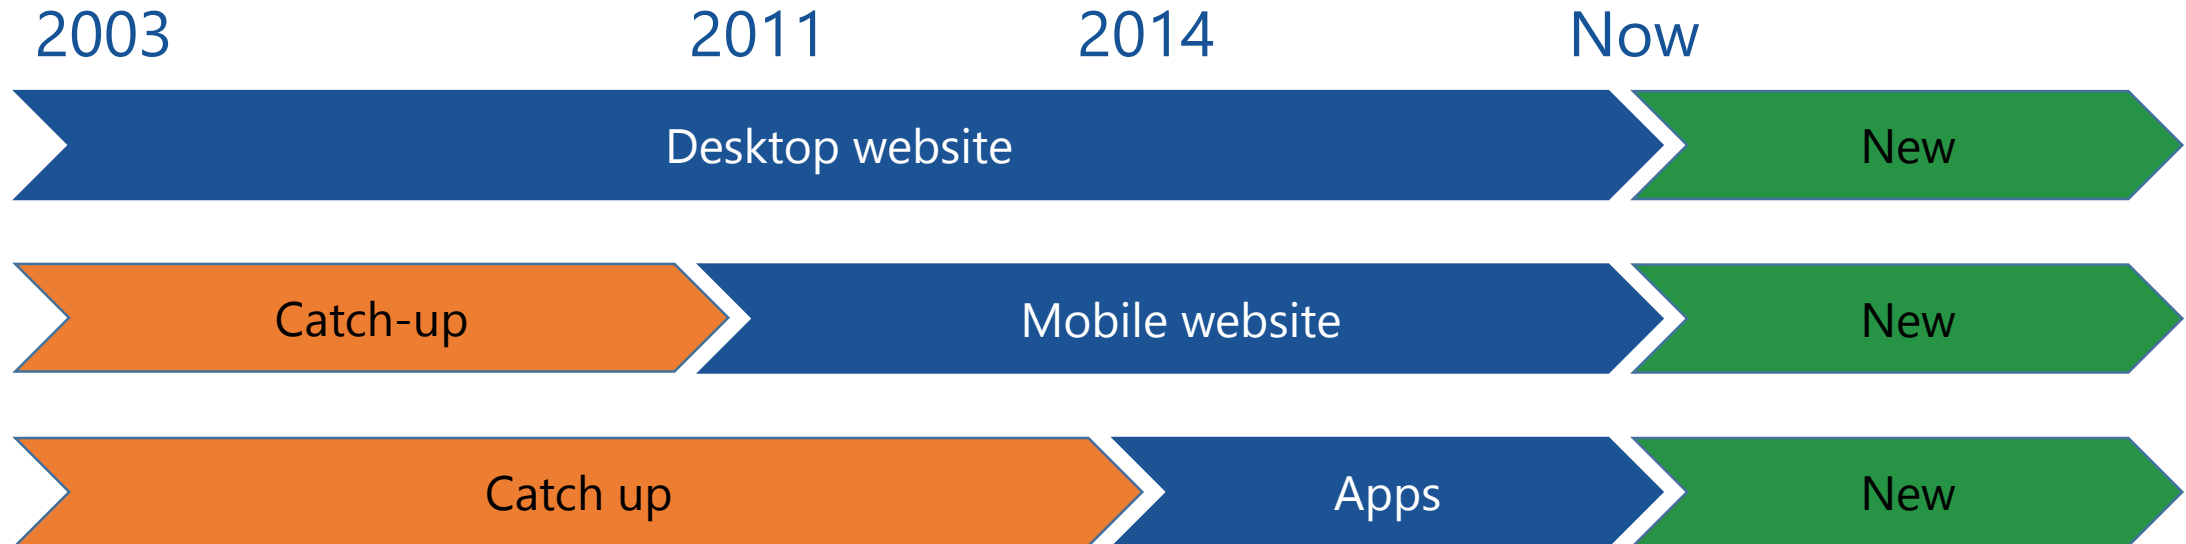 2003 2011 2014 Now
Desktop website New
Catch-up Mobile website New
Catch up Apps New